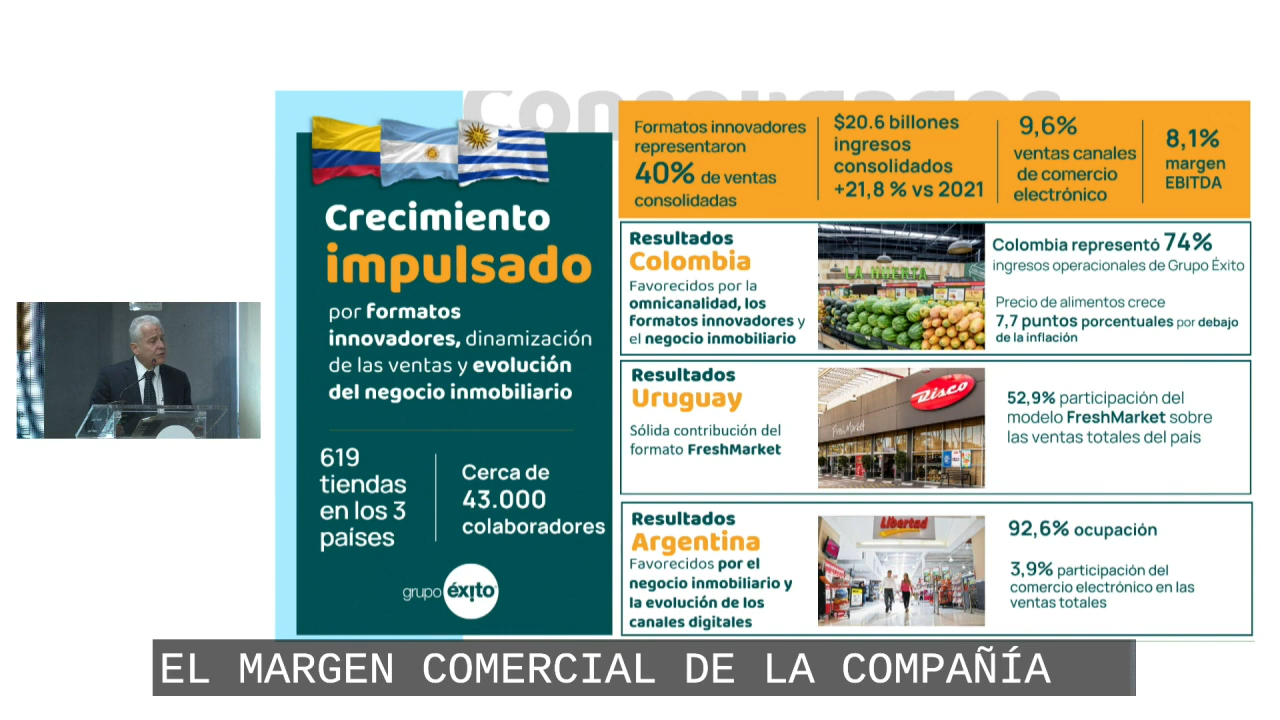 Consolidados
Crecimiento
impulsado
por formatos
innovadores, dinamización
de las ventas y evolución
del negocio inmobiliario
619
tiendas
en los 3
países
Cerca de
43.000
colaboradores
grupo éxito
Formatos innovadores
representaron
40% de ventas
consolidadas
$20.6 billones
ingresos
consolidados
+21,8 % vs 2021
9,6%
ventas canales
de comercio
electrónico
8,1%
margen
EBITDA
Resultados
Colombia
Favorecidos por la
omnicanalidad, los
formatos innovadores y
el negocio inmobiliario
LA HUERTA
Colombia representó 74%
ingresos operacionales de Grupo Éxito
Precio de alimentos crece
7,7 puntos porcentuales por debajo
de la inflación
Resultados
Uruguay
Sólida contribución del
formato FreshMarket
Disco
FreshMarket
52,9% participación del
modelo FreshMarket sobre
las ventas totales del país
Resultados
Argentina
Favorecidos por el
negocio inmobiliario y
la evolución de los
canales digitales
Libertad
92,6% ocupación
3,9% participación del
comercio electrónico en las
ventas totales
EL MARGEN COMERCIAL DE LA COMPAÑÍA